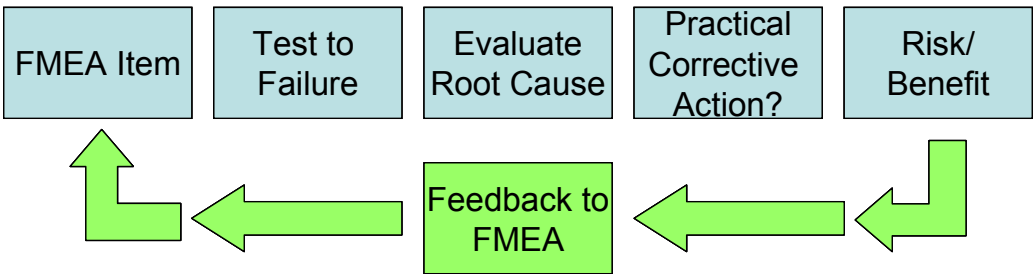 FMEA Item
Test to
Failure
Evaluate
Root Cause
Practical
Corrective
Action?
Risk/
Benefit
Feedback to
FMEA